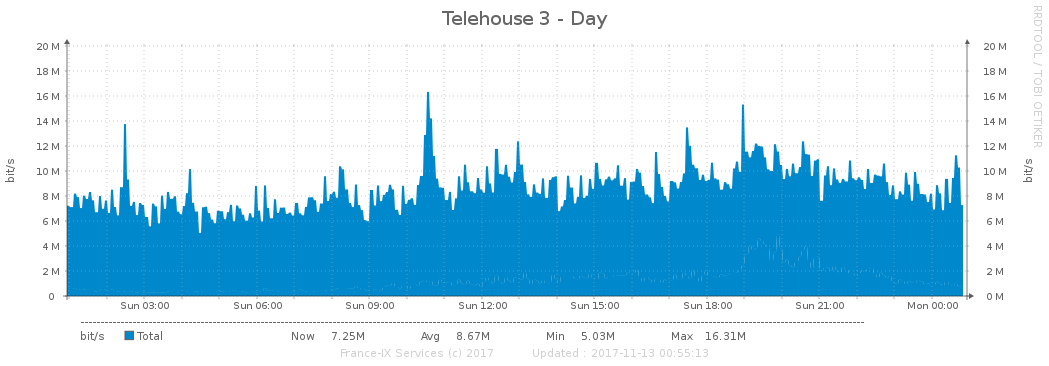 Telehouse 3 - Day
RRDTOOL / TOBI OETIKER
bit/s
20 M 20 M
18 M 18 M
16 M 16 M
14 M 14 M
12 M 12 M
10 M 10 M
8 M 8 M
6 M 6 M
4 M 4 M
2 M 2 M
0 0 M
bit/s
Sun 03:00 Sun 06:00 Sun 09:00 Sun 12:00 Sun 15:00 Sun 18:00 Sun 21:00 Mon 00:00
bit/s Total Now 7.25M Avg 8.67M Min 5.03M Max 16.31M
France-IX Services (c) 2017 Updated : 2017-11-13 00:55:13